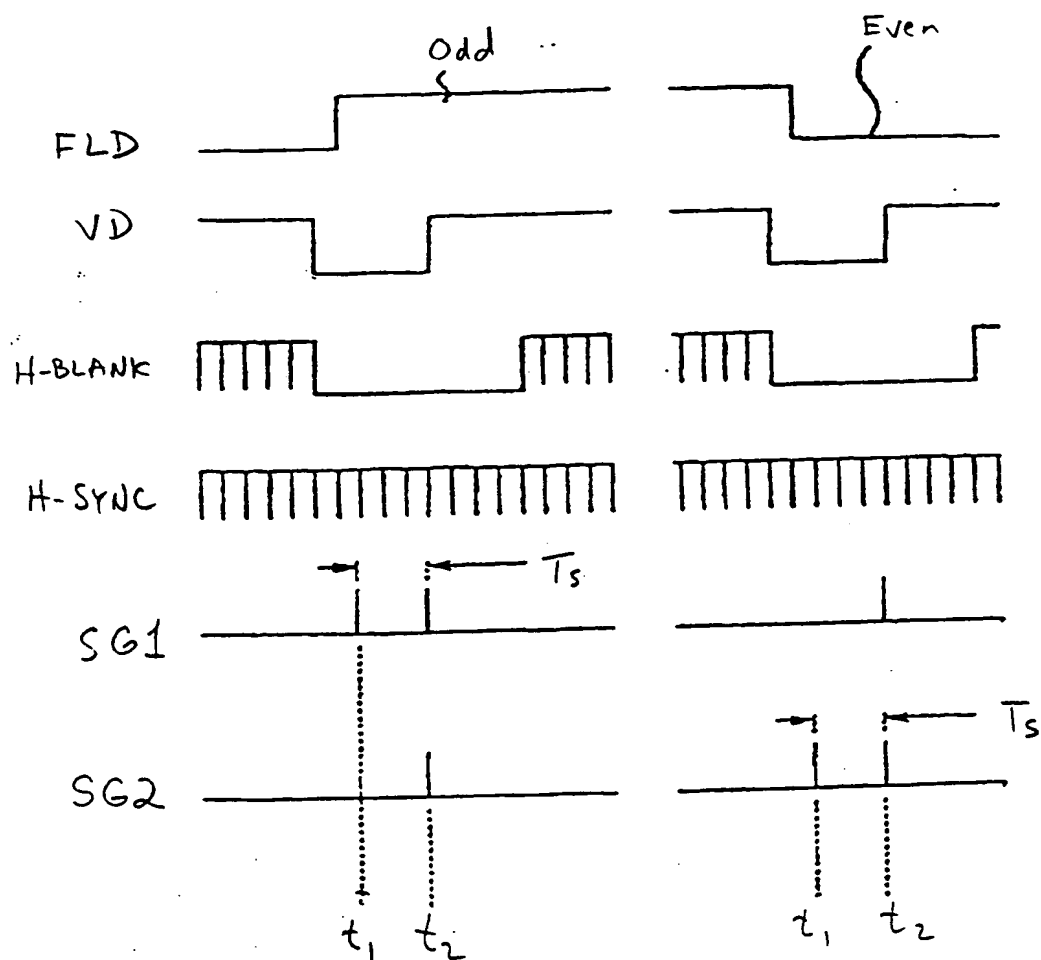 Odd
Even
FLD
VD
H-BLANK
H-SYNC
Ts
SG1
Ts
SG2
t1 t2 t1 t2